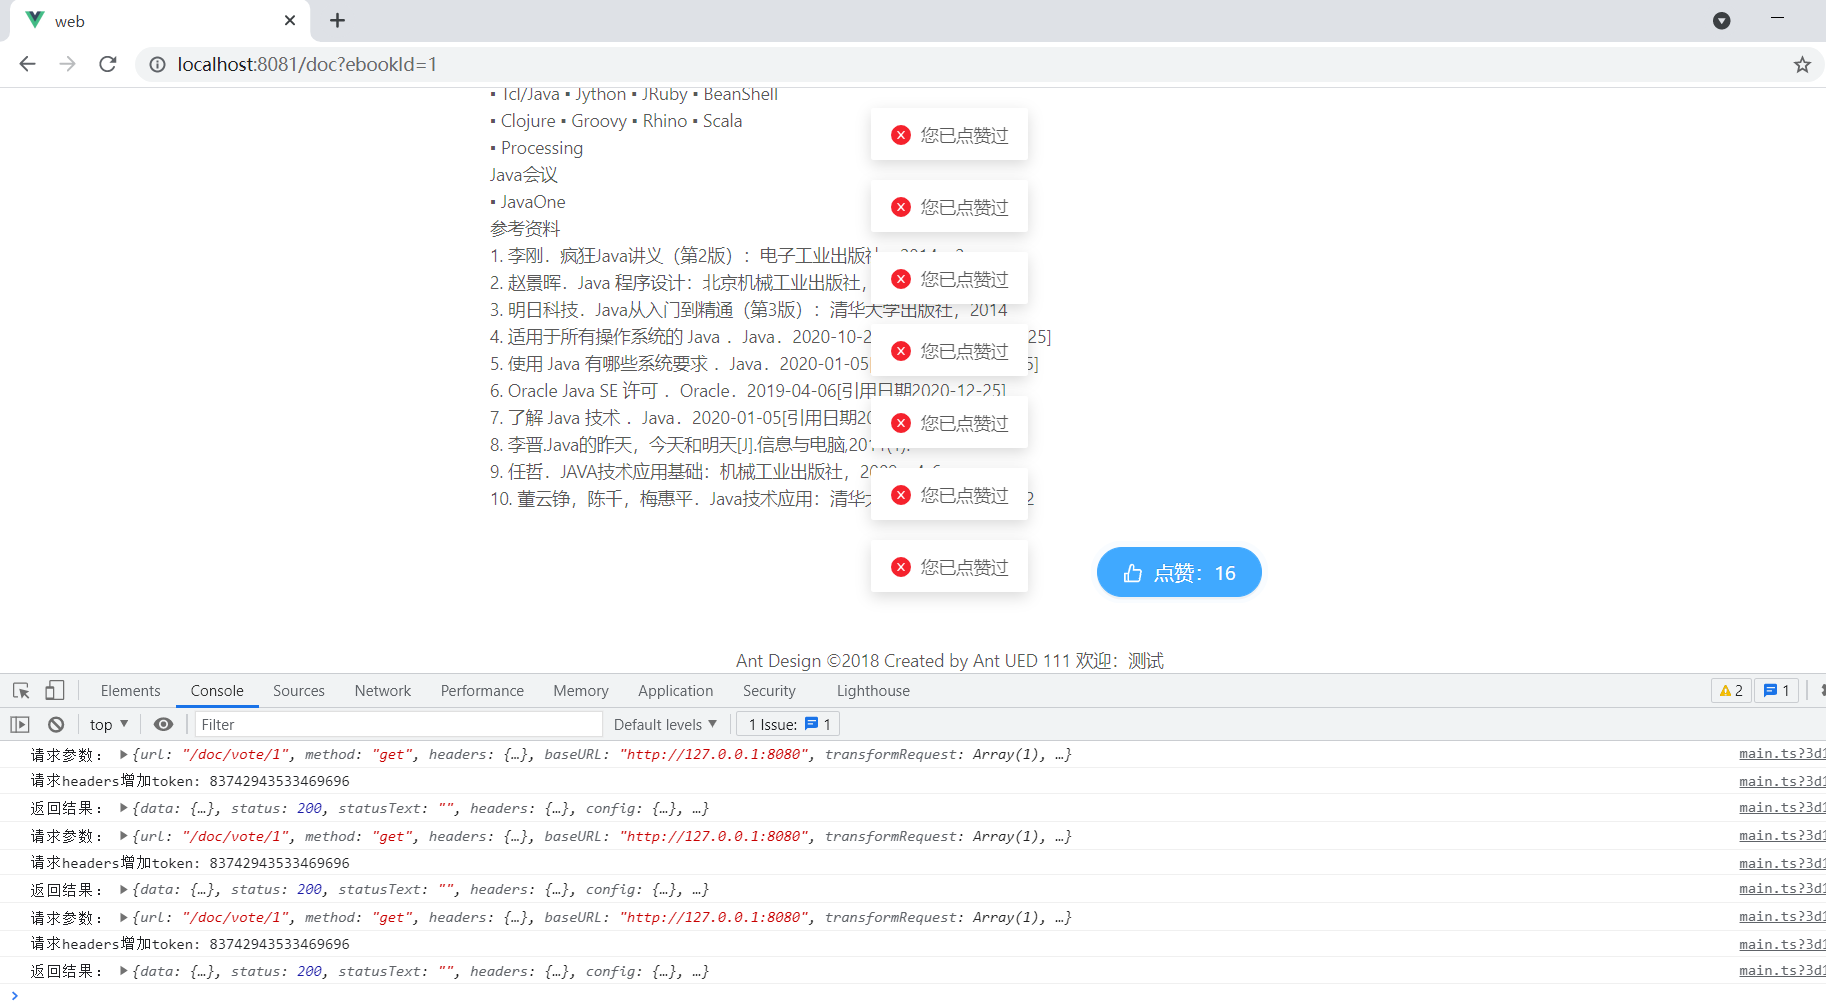 web
localhost:8081/doc?ebookId=1
▪ Tcl/Java ▪ Jython ▪ JRuby ▪ BeanShell
▪ Clojure ▪ Groovy ▪ Rhino ▪ Scala
▪ Processing
Java会议
▪ JavaOne
参考资料
1. 李刚．疯狂Java讲义（第2版）：电子工业出版社
2. 赵景晖．Java 程序设计：北京机械工业出版社，
3. 明日科技．Java从入门到精通（第3版）：清华大学出版社，2014
4. 适用于所有操作系统的 Java ．Java．2020-10-2 25]
5. 使用 Java 有哪些系统要求 ．Java．2020-01-05[ ]
6. Oracle Java SE 许可 ．Oracle．2019-04-06[引用日期2020-12-25]
7. 了解 Java 技术 ．Java．2020-01-05[引用日期20
8. 李晋.Java的昨天，今天和明天[J].信息与电脑,201
9. 任哲．JAVA技术应用基础：机械工业出版社，20
10. 董云铮，陈千，梅惠平．Java技术应用：清华 2
您已点赞过
您已点赞过
您已点赞过
您已点赞过
您已点赞过
您已点赞过
您已点赞过
点赞：16
Ant Design ©2018 Created by Ant UED 111 欢迎：测试
Elements Console Sources Network Performance Memory Application Security Lighthouse 2 1
top ▼ Filter Default levels ▼ 1 Issue: 1
请求参数： ▶{url: "/doc/vote/1", method: "get", headers: {…}, baseURL: "http://127.0.0.1:8080", transformRequest: Array(1), …} main.ts?3d1
请求headers增加token: 83742943533469696 main.ts?3d1
返回结果： ▶{data: {…}, status: 200, statusText: "", headers: {…}, config: {…}, …} main.ts?3d1
请求参数： ▶{url: "/doc/vote/1", method: "get", headers: {…}, baseURL: "http://127.0.0.1:8080", transformRequest: Array(1), …} main.ts?3d1
请求headers增加token: 83742943533469696 main.ts?3d1
返回结果： ▶{data: {…}, status: 200, statusText: "", headers: {…}, config: {…}, …} main.ts?3d1
请求参数： ▶{url: "/doc/vote/1", method: "get", headers: {…}, baseURL: "http://127.0.0.1:8080", transformRequest: Array(1), …} main.ts?3d1
请求headers增加token: 83742943533469696 main.ts?3d1
返回结果： ▶{data: {…}, status: 200, statusText: "", headers: {…}, config: {…}, …} main.ts?3d1